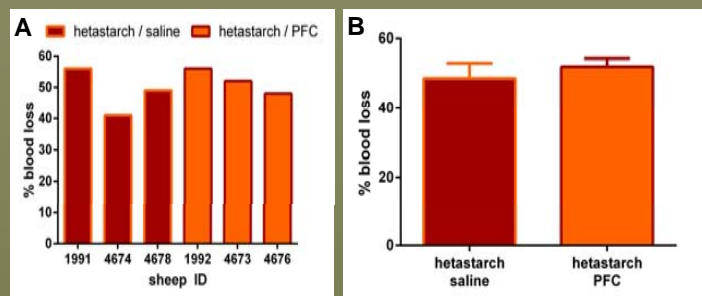 A
hetastarch / saline
hetastarch / PFC
% blood loss
60
50
40
30
20
10
0
1991 4674 4678 1992 4673 4676
sheep ID
B
% blood loss
60
40
20
0
hetastarch saline
hetastarch PFC